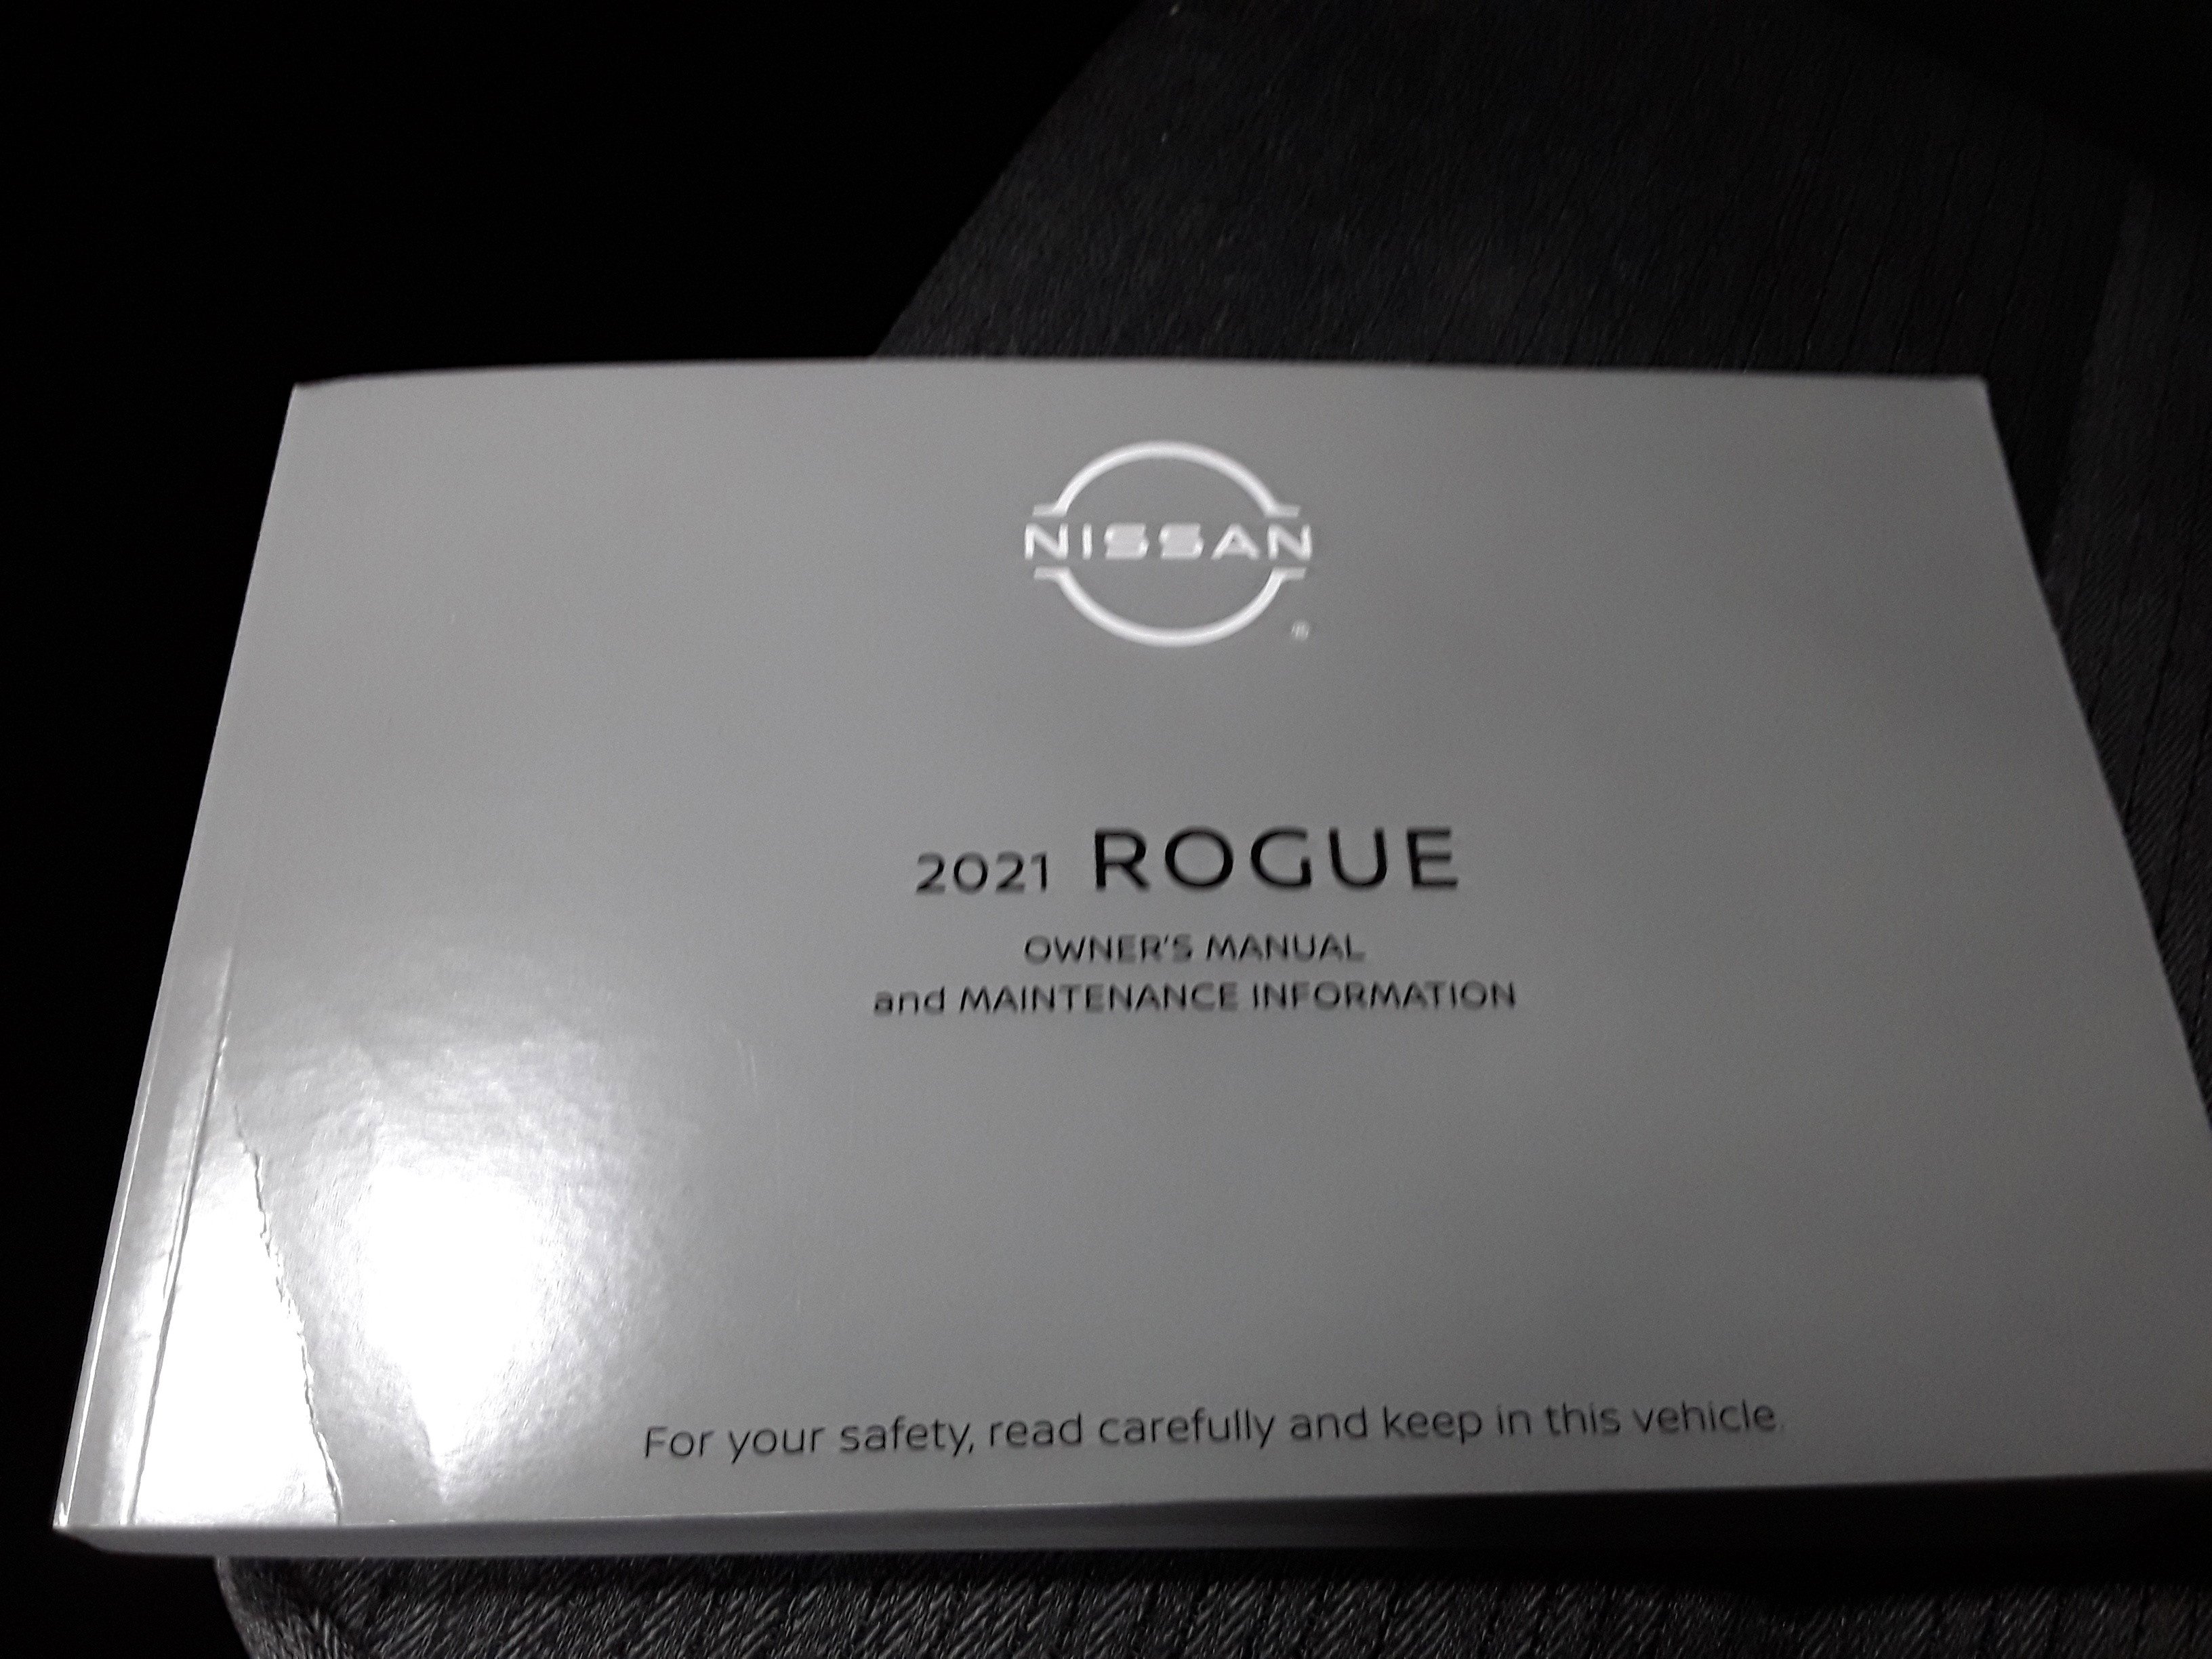 NISSAN
®
2021 ROGUE
OWNER'S MANUAL
and MAINTENANCE INFORMATION
For your safety, read carefully and keep in this vehicle.